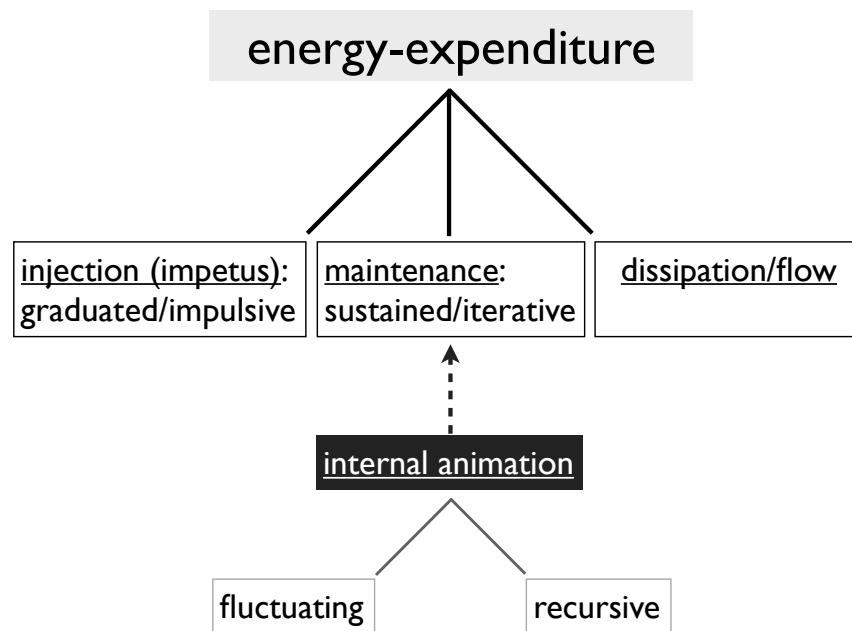 energy-expenditure
injection (impetus):
graduated/impulsive
maintenance:
sustained/iterative
dissipation/flow
internal animation
fluctuating
recursive